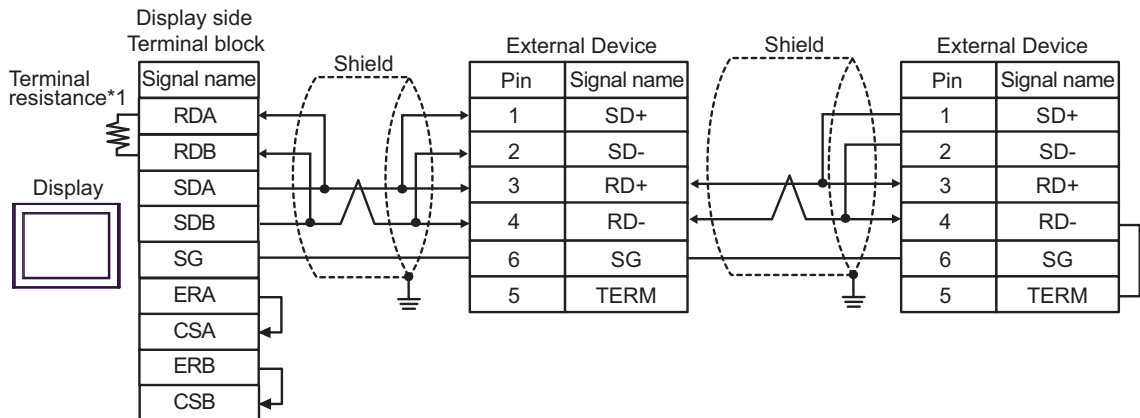 Display side
Terminal block
Terminal
resistance*1
Display
Signal name
RDA
RDB
SDA
SDB
SG
ERA
CSA
ERB
CSB
Shield
External Device
Pin Signal name
1 SD+
2 SD-
3 RD+
4 RD-
6 SG
5 TERM
Shield
External Device
Pin Signal name
1 SD+
2 SD-
3 RD+
4 RD-
6 SG
5 TERM